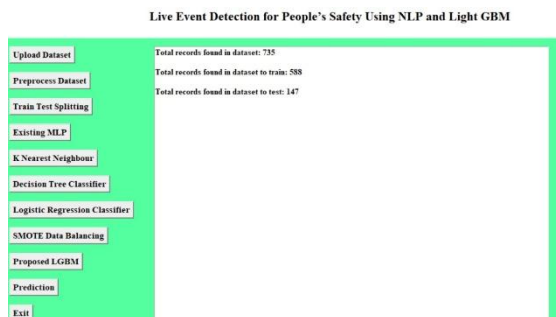 Live Event Detection for People's Safety Using NLP and Light GBM
Upload Dataset
Preprocess Dataset
Train Test Splitting
Existing MLP
K Nearest Neighbour
Decision Tree Classifier
Logistic Regression Classifier
SMOTE Data Balancing
Proposed LGBM
Prediction
Exit
Total records found in dataset: 735
Total records found in dataset to train: 588
Total records found in dataset to test: 147